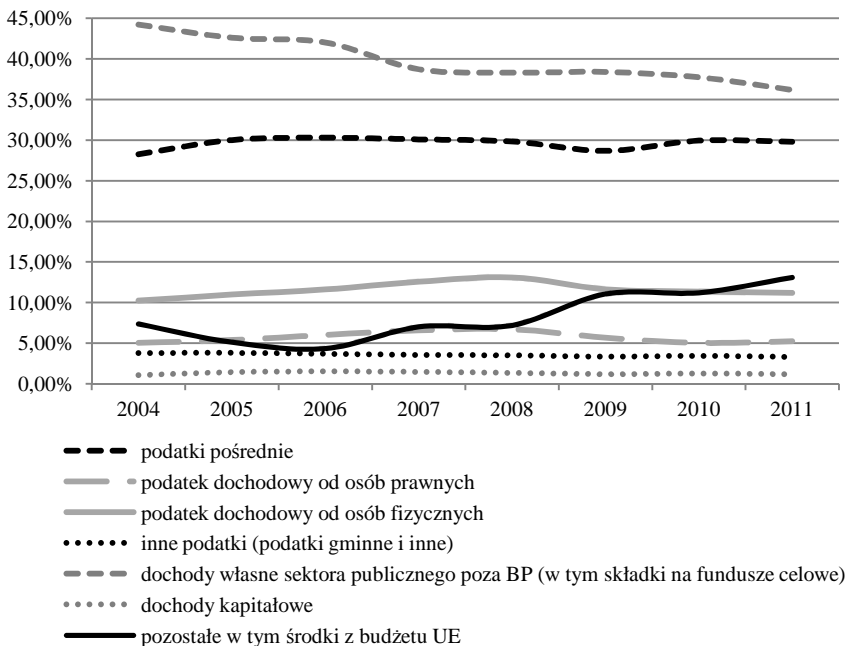 45,00%
40,00%
35,00%
30,00%
25,00%
20,00%
15,00%
10,00%
5,00%
0,00%
2004 2005 2006 2007 2008 2009 2010 2011
podatki pośrednie
podatek dochodowy od osób prawnych
podatek dochodowy od osób fizycznych
inne podatki (podatki gminne i inne)
dochody własne sektora publicznego poza BP (w tym składki na fundusze celowe)
dochody kapitałowe
pozostałe w tym środki z budżetu UE